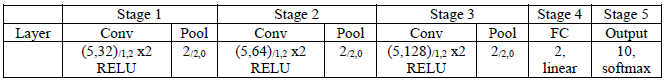 Stage 1 Stage 2 Stage 3 Stage 4 Stage 5
Layer Conv Pool Conv Pool Conv Pool FC Output
(5,32)/1,2 x2 2/2,0 (5,64)/1,2 x2 2/2,0 (5,128)/1,2 x2 2/2,0 2, 10,
RELU RELU RELU linear softmax